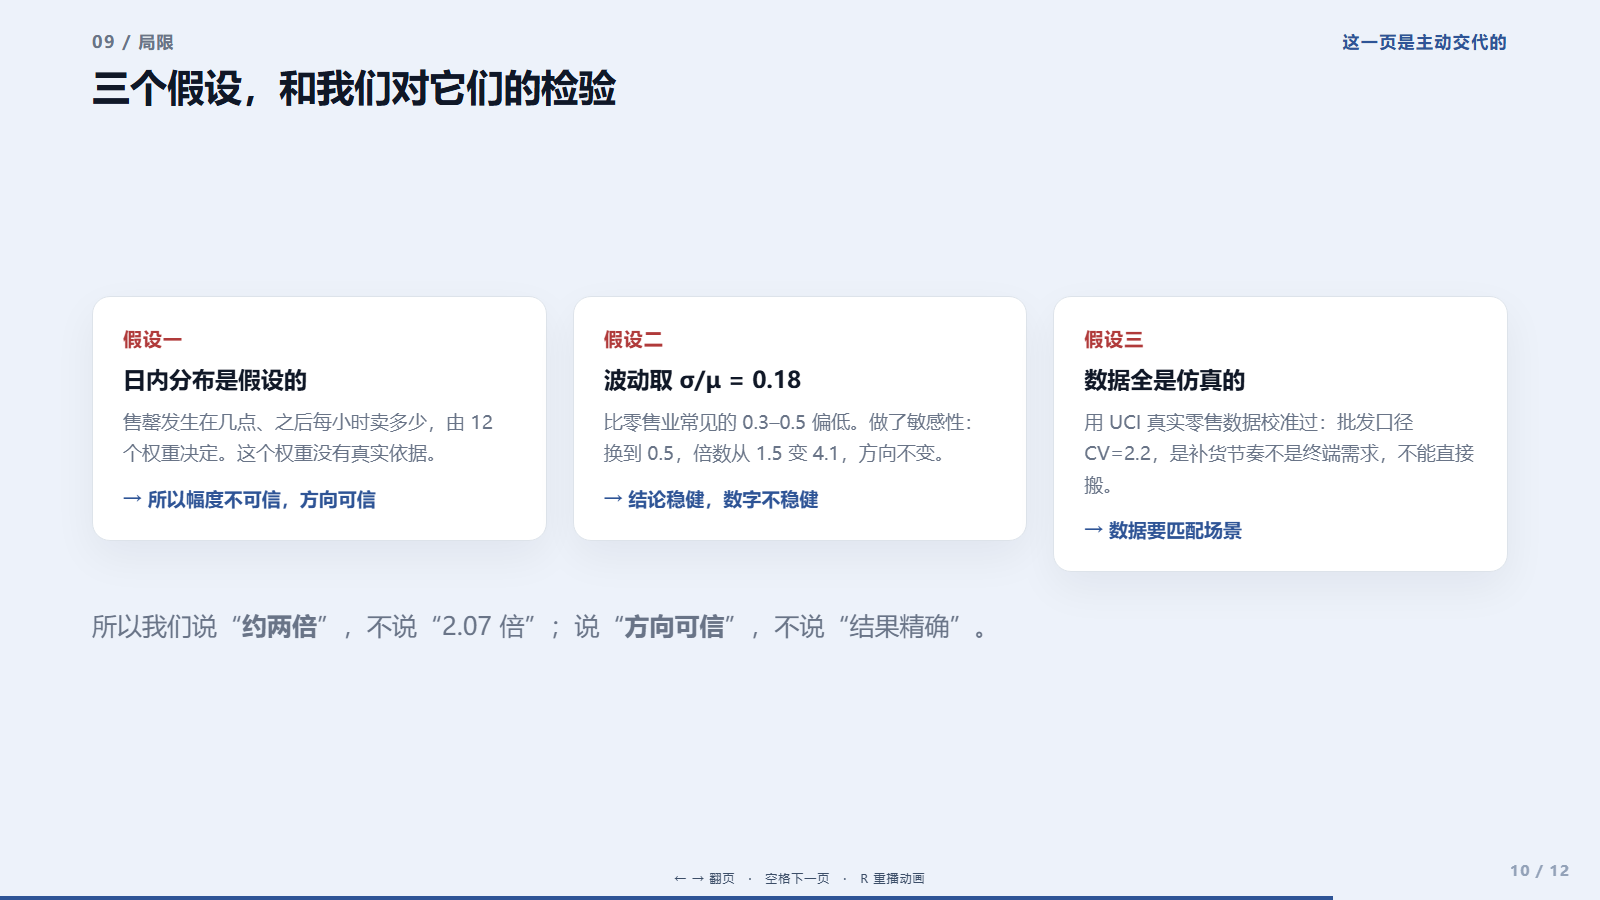 09 / 局限
这一页是主动交代的
三个假设，和我们对它们的检验
假设一
日内分布是假设的
售罄发生在几点、之后每小时卖多少，由 12
个权重决定。这个权重没有真实依据。
→ 所以幅度不可信，方向可信
假设二
波动取 σ/μ = 0.18
比零售业常见的 0.3–0.5 偏低。做了敏感性：
换到 0.5，倍数从 1.5 变 4.1，方向不变。
→ 结论稳健，数字不稳健
假设三
数据全是仿真的
用 UCI 真实零售数据校准过：批发口径
CV=2.2，是补货节奏不是终端需求，不能直接
搬。
→ 数据要匹配场景
所以我们说“约两倍”，不说“2.07 倍”；说“方向可信”，不说“结果精确”。
← → 翻页 · 空格下一页 · R 重播动画
10 / 12